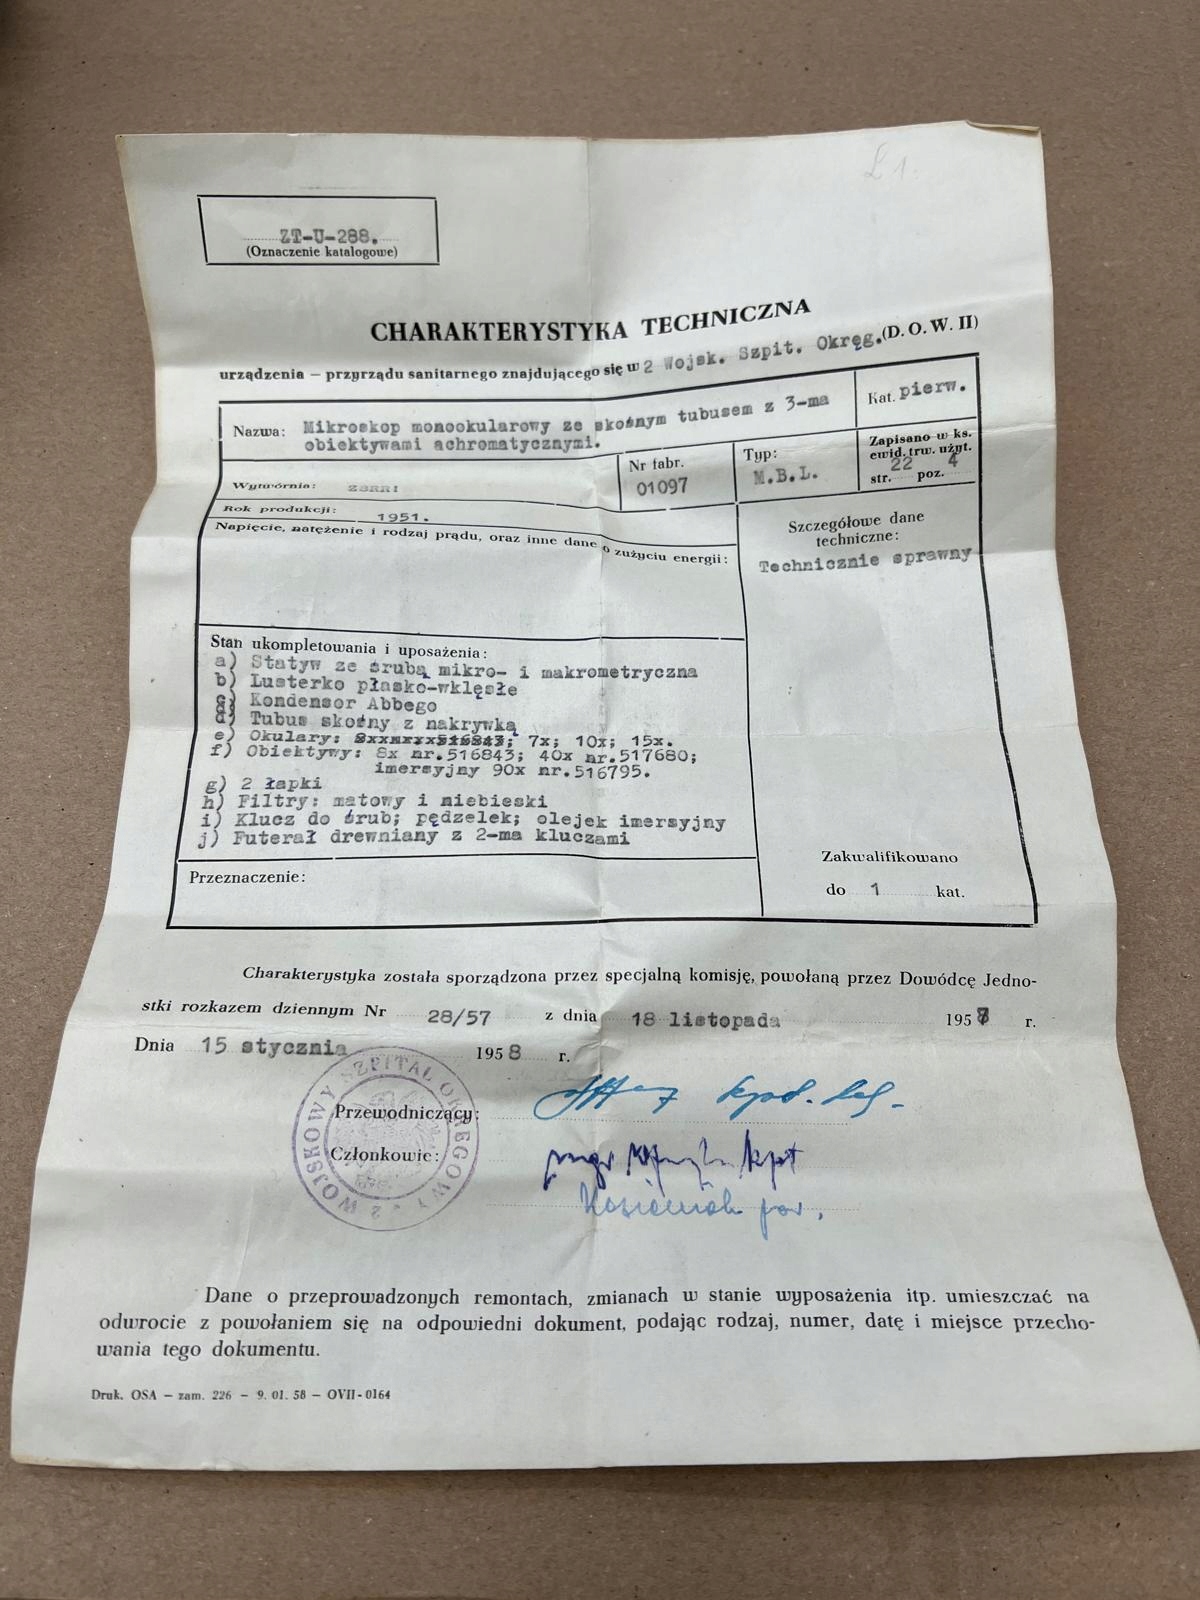 Ł 1.
ZT-U-288.
(Oznaczenie katalogowe)
CHARAKTERYSTYKA TECHNICZNA
urządzenia – przyrządu sanitarnego znajdującego się w 2 Wojsk. Szpit. Okręg. (D. O. W. II)
Nazwa: Mikroskop monookularowy ze skośnym tubusem z 3-ma
obiektywami achromatycznymi.
Kat. pierw.
Wytwórnia:
Nr fabr.
01097
Typ:
M.B.L.
Zapisano w ks.
ewid. trw. użyt.
str. 22 poz. 4
Rok produkcji: 1951.
Napięcie, natężenie i rodzaj prądu, oraz inne dane o zużyciu energii:
Szczegółowe dane
techniczne:
Technicznie sprawny
Stan ukompletowania i uposażenia:
a) Statyw ze śrubą mikro- i makrometryczna
b) Lusterko płasko-wklęsłe
c) Kondensor Abbego
d) Tubus skośny z nakrywką
e) Okulary: 7x; 10x; 15x.
f) Obiektywy: 8x nr.516843; 40x nr.517680;
imersyjny 90x nr.516795.
g) 2 łapki
h) Filtry: matowy i niebieski
i) Klucz do śrub; pędzelek; olejek imersyjny
j) Futerał drewniany z 2-ma kluczami
Zakwalifikowano
do 1 kat.
Przeznaczenie:
Charakterystyka została sporządzona przez specjalną komisję, powołaną przez Dowódcę Jedno-
stki rozkazem dziennym Nr 28/57 z dnia 18 listopada 1957 r.
Dnia 15 stycznia 1958 r.
2 WOJSKOWY SZPITAL OKRĘGOWY
Przewodniczący:
Członkowie: mgr kpt
por.
Dane o przeprowadzonych remontach, zmianach w stanie wyposażenia itp. umieszczać na
odwrocie z powołaniem się na odpowiedni dokument, podając rodzaj, numer, datę i miejsce przecho-
wania tego dokumentu.
Druk. OSA – zam. 226 – 9. 01. 58 – OVII-0164